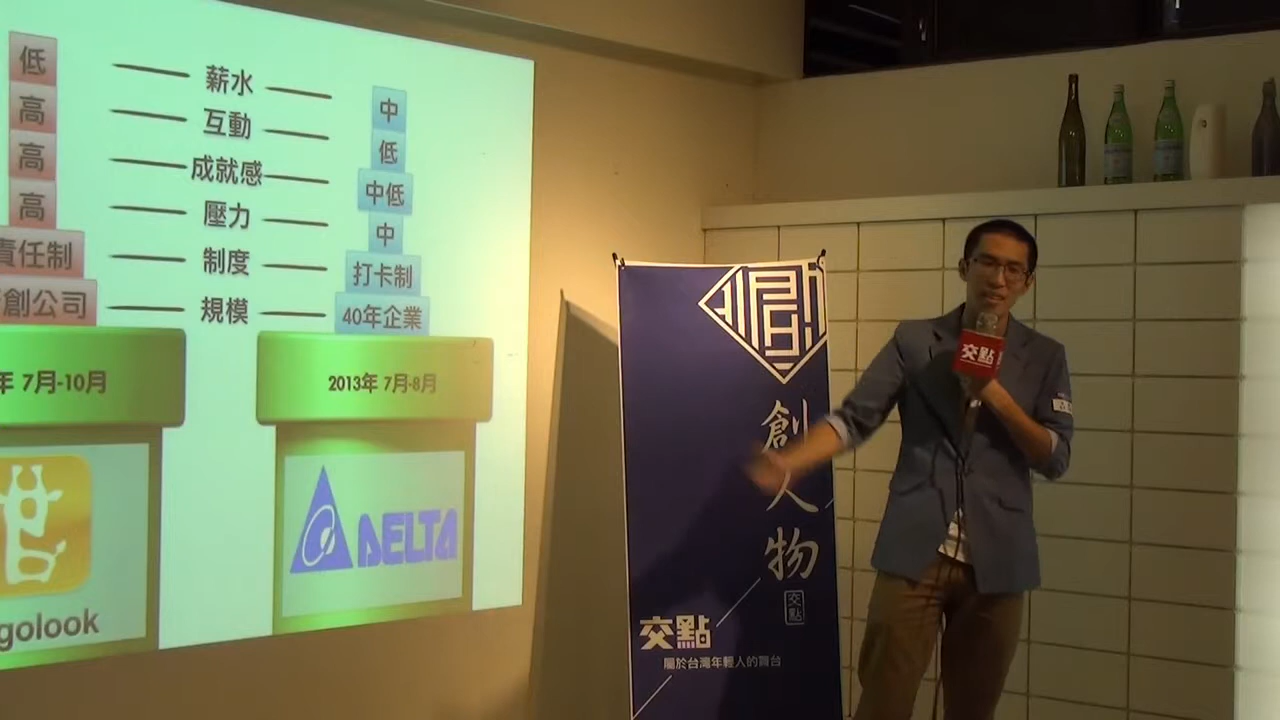 低 薪水 中
高 互動 低
高 成就感 中低
高 壓力 中
責任制 制度 打卡制
創公司 規模 40年企業
年 7月-10月
2013年 7月-8月
golook
DELTA
創人物
交點
交點
屬於台灣年輕人的舞台
交點